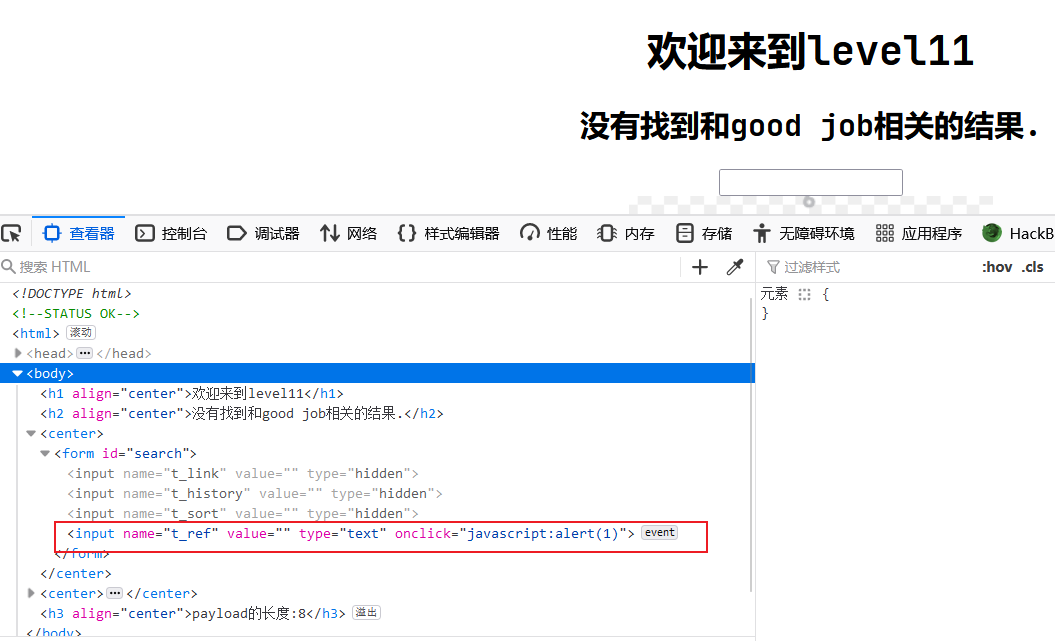 欢迎来到level11
没有找到和good job相关的结果.
查看器 控制台 调试器 网络 样式编辑器 性能 内存 存储 无障碍环境 应用程序 HackB
搜索 HTML
过滤样式 :hov .cls
<!DOCTYPE html>
元素 {
<!--STATUS OK-->
}
<html> 滚动
<head> ••• </head>
<body>
<h1 align="center">欢迎来到level11</h1>
<h2 align="center">没有找到和good job相关的结果.</h2>
<center>
<form id="search">
<input name="t_link" value="" type="hidden">
<input name="t_history" value="" type="hidden">
<input name="t_sort" value="" type="hidden">
<input name="t_ref" value="" type="text" onclick="javascript:alert(1)"> event
</form>
</center>
<center> ••• </center>
<h3 align="center">payload的长度:8</h3> 溢出
</body>